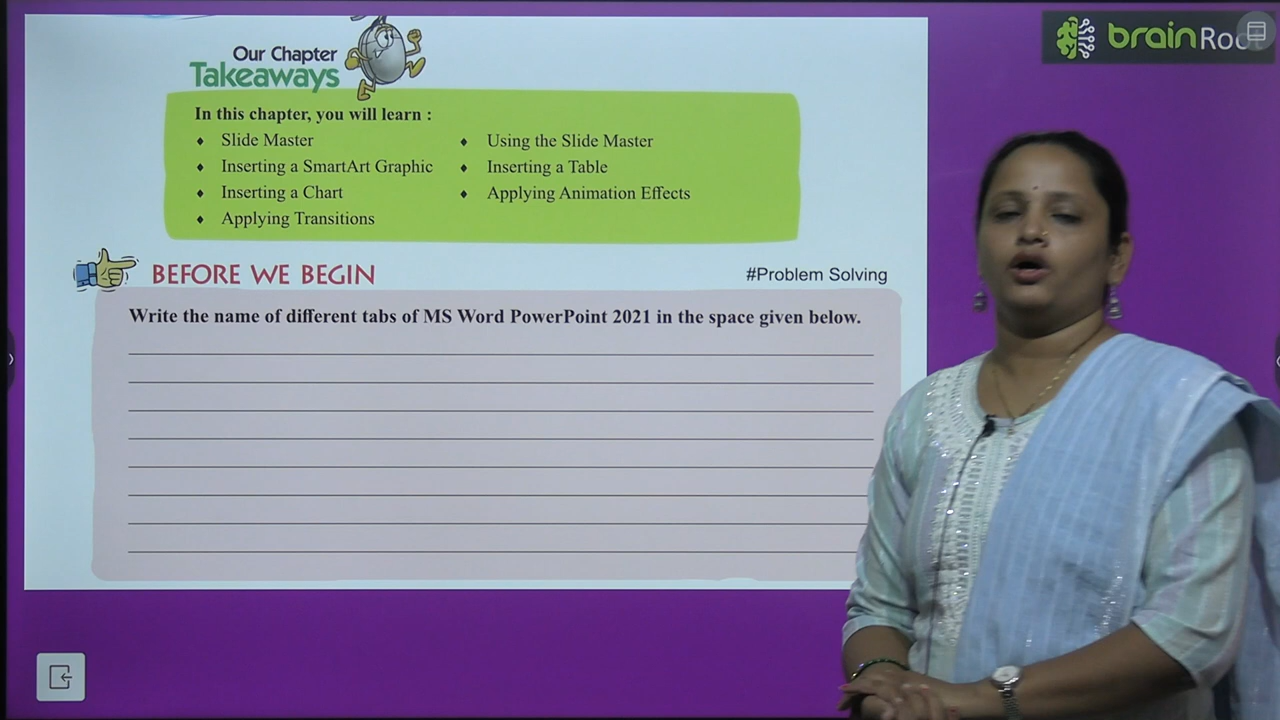 Our Chapter
Takeaways
In this chapter, you will learn :
♦ Slide Master
♦ Using the Slide Master
♦ Inserting a SmartArt Graphic
♦ Inserting a Table
♦ Inserting a Chart
♦ Applying Animation Effects
♦ Applying Transitions
BEFORE WE BEGIN
#Problem Solving
Write the name of different tabs of MS Word PowerPoint 2021 in the space given below.
brain